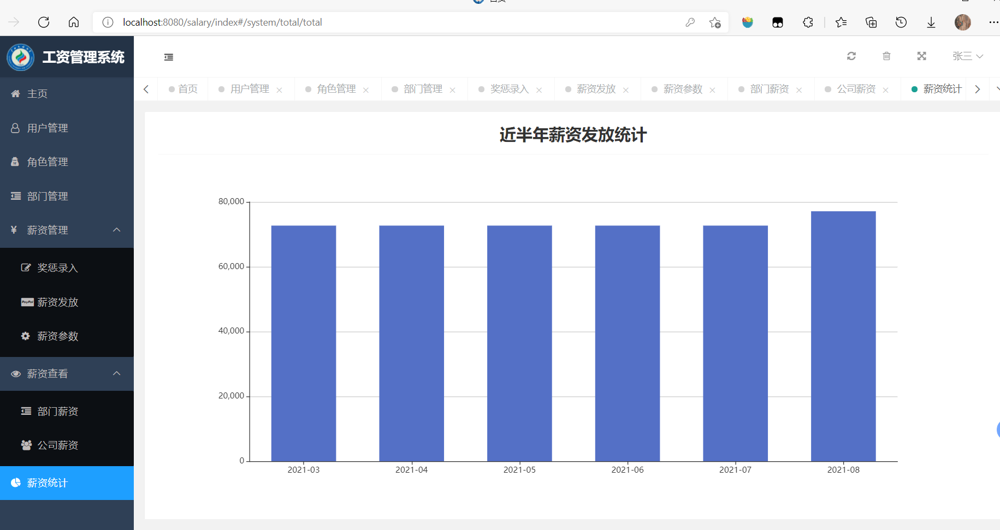 首页
localhost:8080/salary/index#/system/total/total
工资管理系统
张三
首页 用户管理 角色管理 部门管理 奖惩录入 薪资发放 薪资参数 部门薪资 公司薪资 薪资统计
主页
用户管理
角色管理
部门管理
¥ 薪资管理
奖惩录入
PayPal 薪资发放
薪资参数
薪资查看
部门薪资
公司薪资
薪资统计
近半年薪资发放统计
80,000
60,000
40,000
20,000
0
2021-03 2021-04 2021-05 2021-06 2021-07 2021-08